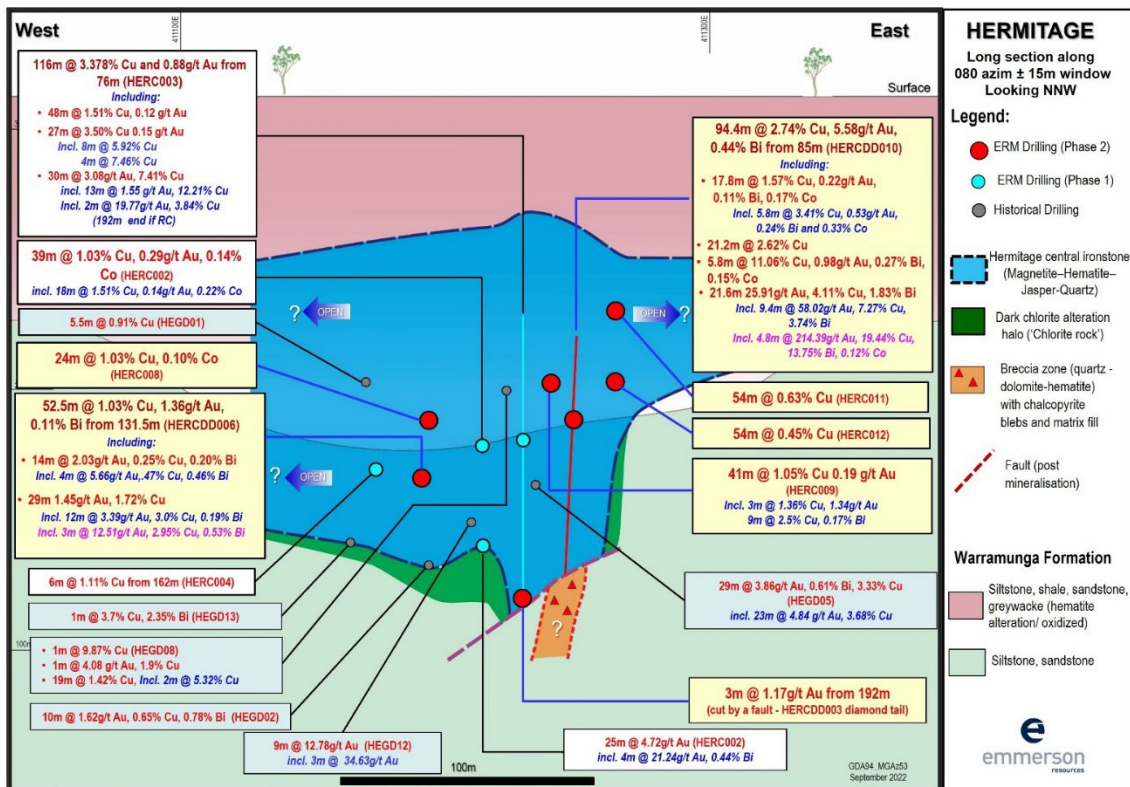 West
411100E
411300E
East
Surface
116m @ 3.378% Cu and 0.88g/t Au from
76m (HERC003)
Including:
• 48m @ 1.51% Cu, 0.12 g/t Au
• 27m @ 3.50% Cu 0.15 g/t Au
Incl. 8m @ 5.92% Cu
4m @ 7.46% Cu
• 30m @ 3.08g/t Au, 7.41% Cu
incl. 13m @ 1.55 g/t Au, 12.21% Cu
Incl. 2m @ 19.77g/t Au, 3.84% Cu
(192m end if RC)
39m @ 1.03% Cu, 0.29g/t Au, 0.14%
Co (HERC002)
incl. 18m @ 1.51% Cu, 0.14g/t Au, 0.22% Co
5.5m @ 0.91% Cu (HEGD01)
24m @ 1.03% Cu, 0.10% Co
(HERC008)
52.5m @ 1.03% Cu, 1.36g/t Au,
0.11% Bi from 131.5m (HERCDD006)
Including:
• 14m @ 2.03g/t Au, 0.25% Cu, 0.20% Bi
Incl. 4m @ 5.66g/t Au,.47% Cu, 0.46% Bi
• 29m 1.45g/t Au, 1.72% Cu
Incl. 12m @ 3.39g/t Au, 3.0% Cu, 0.19% Bi
Incl. 3m @ 12.51g/t Au, 2.95% Cu, 0.53% Bi
6m @ 1.11% Cu from 162m (HERC004)
1m @ 3.7% Cu, 2.35% Bi (HEGD13)
• 1m @ 9.87% Cu (HEGD08)
• 1m @ 4.08 g/t Au, 1.9% Cu
• 19m @ 1.42% Cu, Incl. 2m @ 5.32% Cu
10m @ 1.62g/t Au, 0.65% Cu, 0.78% Bi (HEGD02)
9m @ 12.78g/t Au (HEGD12)
incl. 3m @ 34.63g/t Au
? OPEN
? OPEN
OPEN ?
?
100m
25m @ 4.72g/t Au (HERC002)
incl. 4m @ 21.24g/t Au, 0.44% Bi
94.4m @ 2.74% Cu, 5.58g/t Au,
0.44% Bi from 85m (HERCDD010)
Including:
• 17.8m @ 1.57% Cu, 0.22g/t Au,
0.11% Bi, 0.17% Co
Incl. 5.8m @ 3.41% Cu, 0.53g/t Au,
0.24% Bi and 0.33% Co
• 21.2m @ 2.62% Cu
• 5.8m @ 11.06% Cu, 0.98g/t Au, 0.27% Bi,
0.15% Co
• 21.6m 25.91g/t Au, 4.11% Cu, 1.83% Bi
Incl. 9.4m @ 58.02g/t Au, 7.27% Cu,
3.74% Bi
Incl. 4.8m @ 214.39g/t Au, 19.44% Cu,
13.75% Bi, 0.12% Co
54m @ 0.63% Cu (HERC011)
54m @ 0.45% Cu (HERC012)
41m @ 1.05% Cu 0.19 g/t Au
(HERC009)
Incl. 3m @ 1.36% Cu, 1.34g/t Au
9m @ 2.5% Cu, 0.17% Bi
29m @ 3.86g/t Au, 0.61% Bi, 3.33% Cu
(HEGD05)
incl. 23m @ 4.84 g/t Au, 3.68% Cu
3m @ 1.17g/t Au from 192m
(cut by a fault - HERCDD003 diamond tail)
100m
GDA94_MGAz53
September 2022
HERMITAGE
Long section along
080 azim ± 15m window
Looking NNW
Legend:
ERM Drilling (Phase 2)
ERM Drilling (Phase 1)
Historical Drilling
Hermitage central ironstone
(Magnetite–Hematite–
Jasper-Quartz)
Dark chlorite alteration
halo ('Chlorite rock')
Breccia zone (quartz -
dolomite-hematite)
with chalcopyrite
blebs and matrix fill
Fault (post
mineralisation)
Warramunga Formation
Siltstone, shale, sandstone,
greywacke (hematite
alteration/ oxidized)
Siltstone, sandstone
emmerson
resources